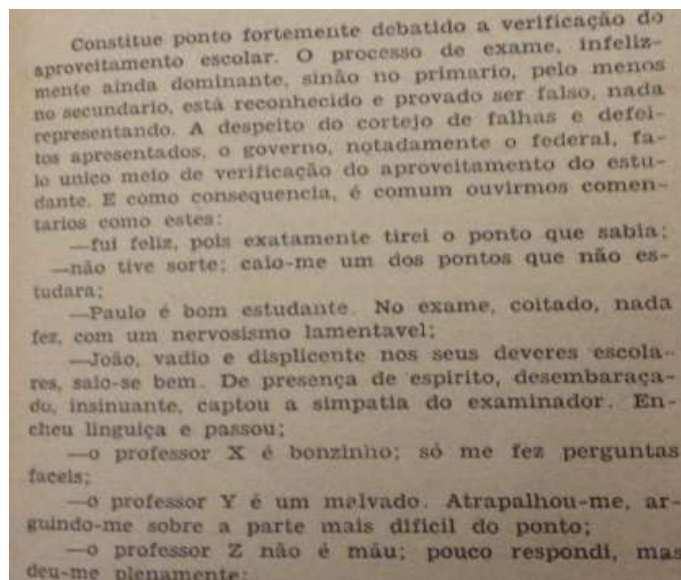 Constitue ponto fortemente debatido a verificação do
aproveitamento escolar. O processo de exame, infeliz-
mente ainda dominante, sinão no primario, pelo menos
no secundario, está reconhecido e provado ser falso, nada
representando. A despeito do cortejo de falhas e defei-
tos apresentados, o governo, notadamente o federal, fa-
lo unico meio de verificação do aproveitamento do estu-
dante. E como consequencia, é comum ouvirmos comen-
tarios como estes:
—fui feliz, pois exatamente tirei o ponto que sabia;
—não tive sorte; caio-me um dos pontos que não es-
tudara;
—Paulo é bom estudante. No exame, coitado, nada
fez, com um nervosismo lamentavel;
—João, vadio e displicente nos seus deveres escola-
res, saio-se bem. De presença de espirito, desembaraça-
do, insinuante, captou a simpatia do examinador. En-
cheu linguiça e passou;
—o professor X é bonzinho; só me fez perguntas
faceis;
—o professor Y é um malvado. Atrapalhou-me, ar-
guindo-me sobre a parte mais dificil do ponto;
—o professor Z não é máu; pouco respondi, mas
deu-me plenamente;